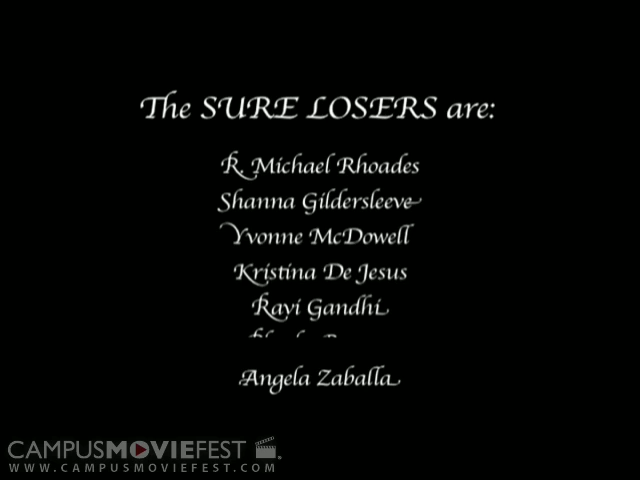 The SURE LOSERS are:
R. Michael Rhoades
Shanna Gildersleeve
Yvonne McDowell
Kristina De Jesus
Ravi Gandhi
Angela Zaballa
CAMPUSMOVIEFEST
WWW.CAMPUSMOVIEFEST.COM